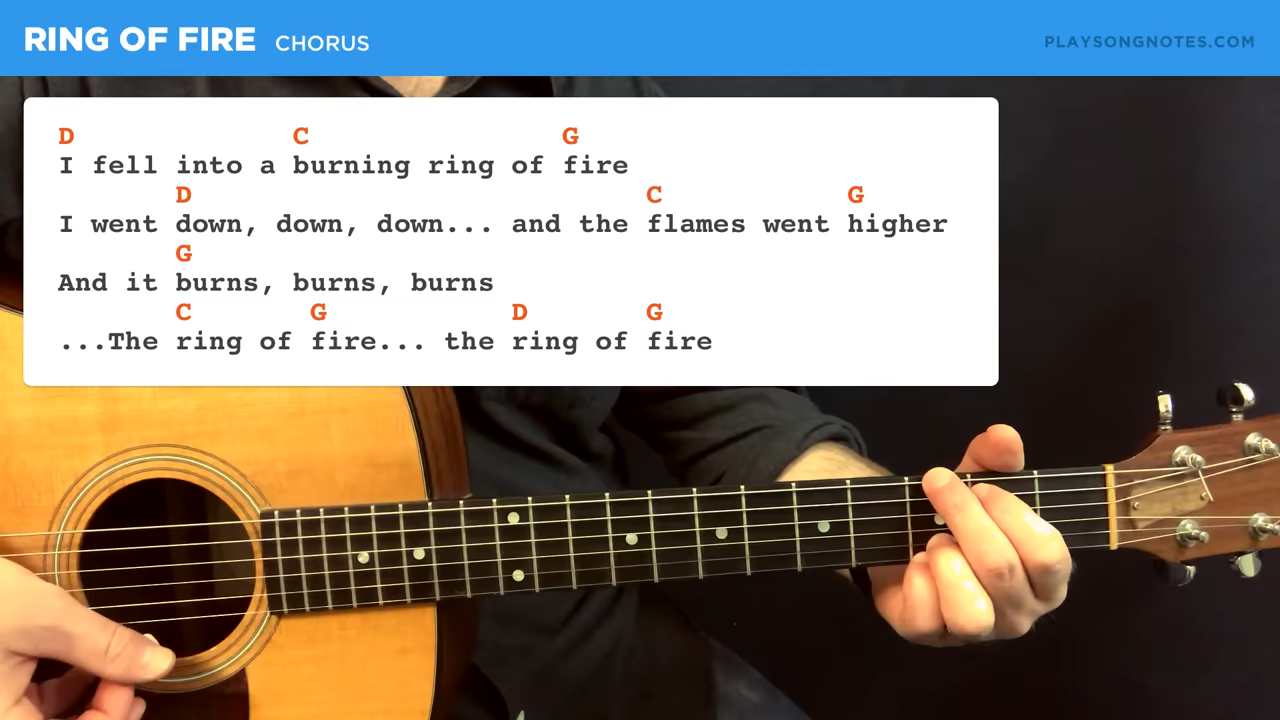 RING OF FIRE CHORUS
PLAYSONGNOTES.COM
D C G
I fell into a burning ring of fire
D C G
I went down, down, down... and the flames went higher
G
And it burns, burns, burns
C G D G
...The ring of fire... the ring of fire